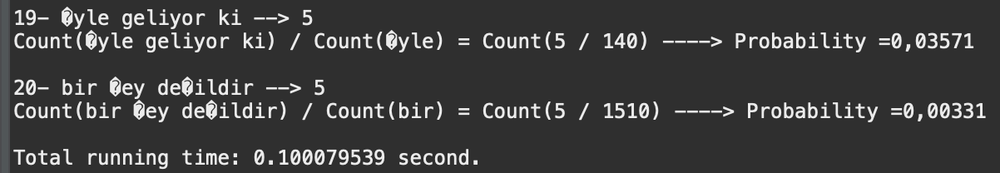 19- �yle geliyor ki --> 5
Count(�yle geliyor ki) / Count(�yle) = Count(5 / 140) ----> Probability =0,03571
20- bir �ey de�ildir --> 5
Count(bir �ey de�ildir) / Count(bir) = Count(5 / 1510) ----> Probability =0,00331
Total running time: 0.100079539 second.